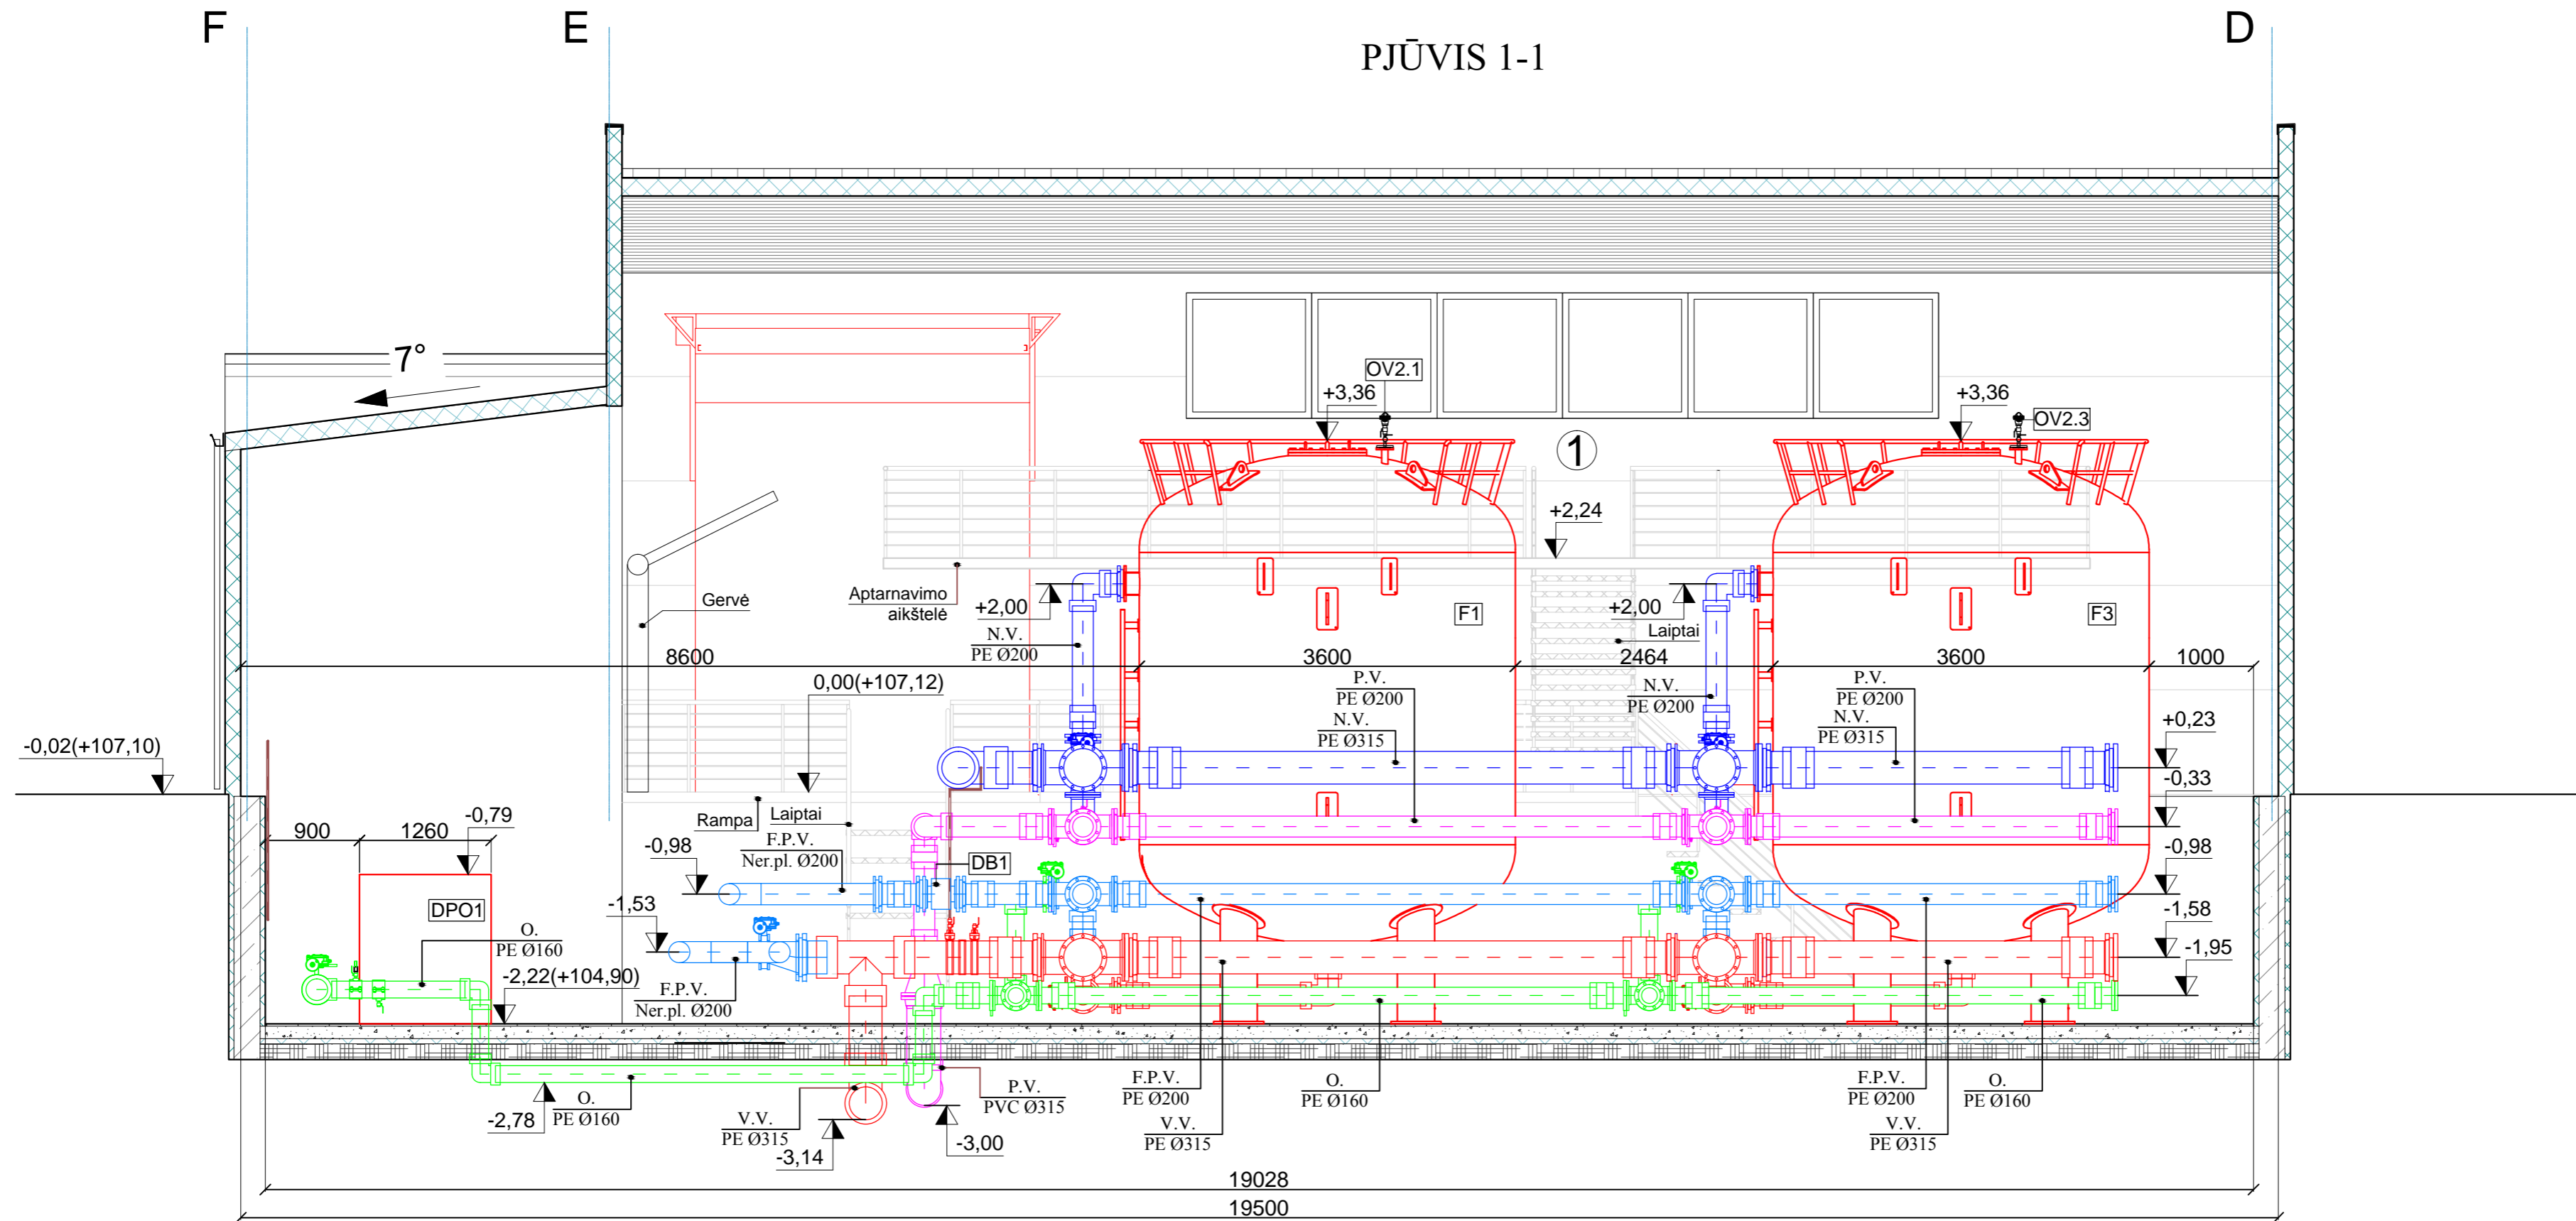 F
E
D
PJŪVIS 1-1
7°
OV2.1
+3,36
+3,36
OV2.3
1
+2,24
Gervė
Aptarnavimo
aikštelė
+2,00
N.V.
PE Ø200
F1
+2,00
Laiptai
F3
8600
3600
2464
3600
1000
0,00(+107,12)
P.V.
PE Ø200
N.V.
PE Ø315
N.V.
PE Ø200
P.V.
PE Ø200
N.V.
PE Ø315
+0,23
-0,02(+107,10)
-0,33
900
1260
-0,79
Rampa
Laiptai
F.P.V.
Ner.pl. Ø200
-0,98
DB1
-0,98
DPO1
-1,53
-1,58
O.
PE Ø160
-2,22(+104,90)
F.P.V.
Ner.pl. Ø200
-1,95
-2,78
O.
PE Ø160
V.V.
PE Ø315
-3,14
P.V.
PVC Ø315
-3,00
F.P.V.
PE Ø200
V.V.
PE Ø315
O.
PE Ø160
F.P.V.
PE Ø200
V.V.
PE Ø315
O.
PE Ø160
19028
19500